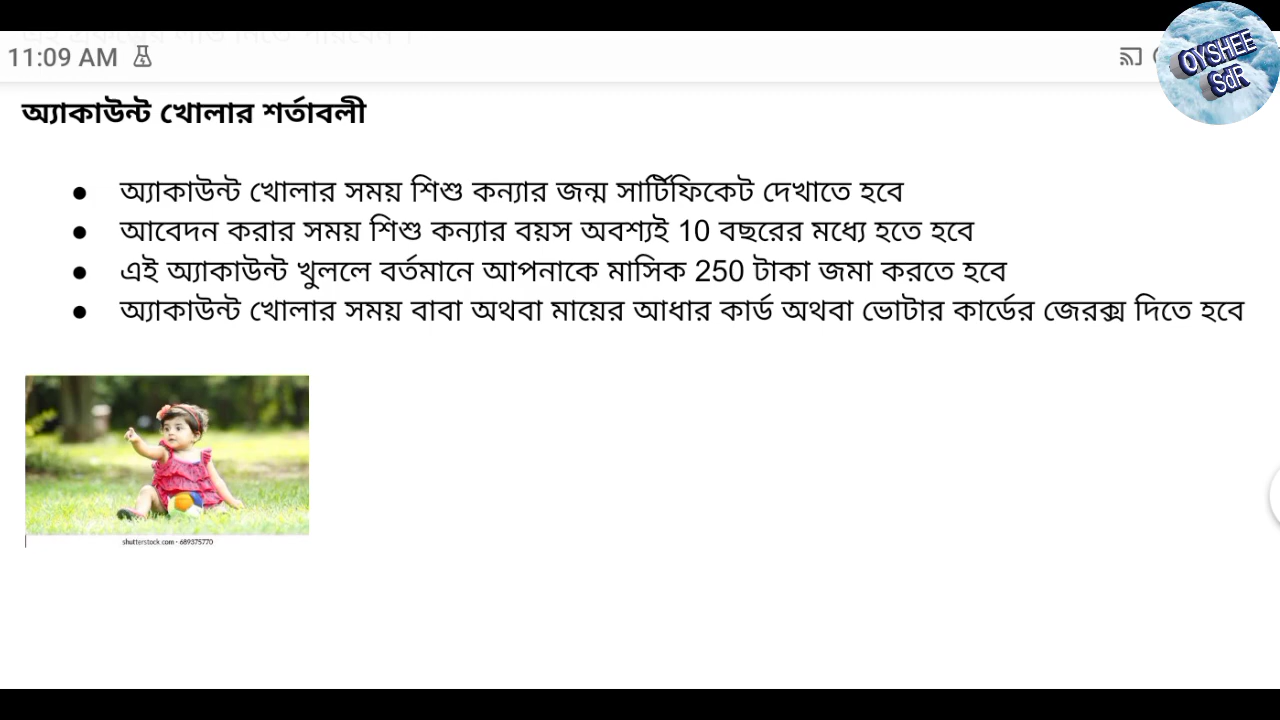 11:09 AM
OYSHEE
SdR
অ্যাকাউন্ট খোলার শর্তাবলী
● অ্যাকাউন্ট খোলার সময় শিশু কন্যার জন্ম সার্টিফিকেট দেখাতে হবে
● আবেদন করার সময় শিশু কন্যার বয়স অবশ্যই 10 বছরের মধ্যে হতে হবে
● এই অ্যাকাউন্ট খুললে বর্তমানে আপনাকে মাসিক 250 টাকা জমা করতে হবে
● অ্যাকাউন্ট খোলার সময় বাবা অথবা মায়ের আধার কার্ড অথবা ভোটার কার্ডের জেরক্স দিতে হবে
shutterstock.com · 689375770